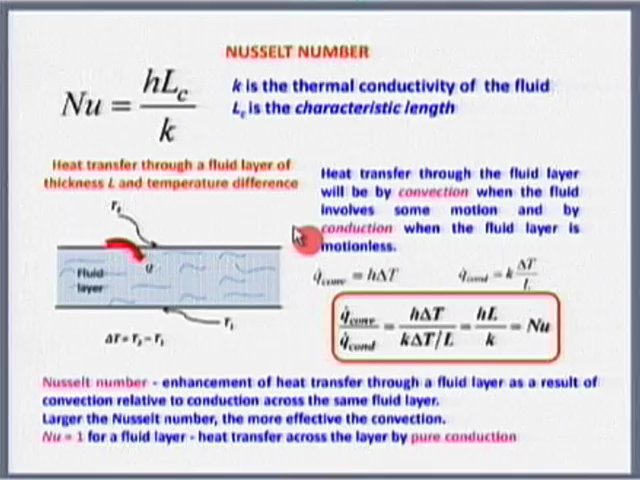 NUSSELT NUMBER
Nu = hL_c / k
k is the thermal conductivity of the fluid
L_c is the characteristic length
Heat transfer through a fluid layer of
thickness L and temperature difference
Heat transfer through the fluid layer
will be by convection when the fluid
involves some motion and by
conduction when the fluid layer is
motionless.
Fluid
layer
q̇_conv = hΔT
q̇_cond = k ΔT / L
q̇_conv / q̇_cond = hΔT / kΔT/L = hL / k = Nu
Nusselt number - enhancement of heat transfer through a fluid layer as a result of
convection relative to conduction across the same fluid layer.
Larger the Nusselt number, the more effective the convection.
Nu = 1 for a fluid layer - heat transfer across the layer by pure conduction